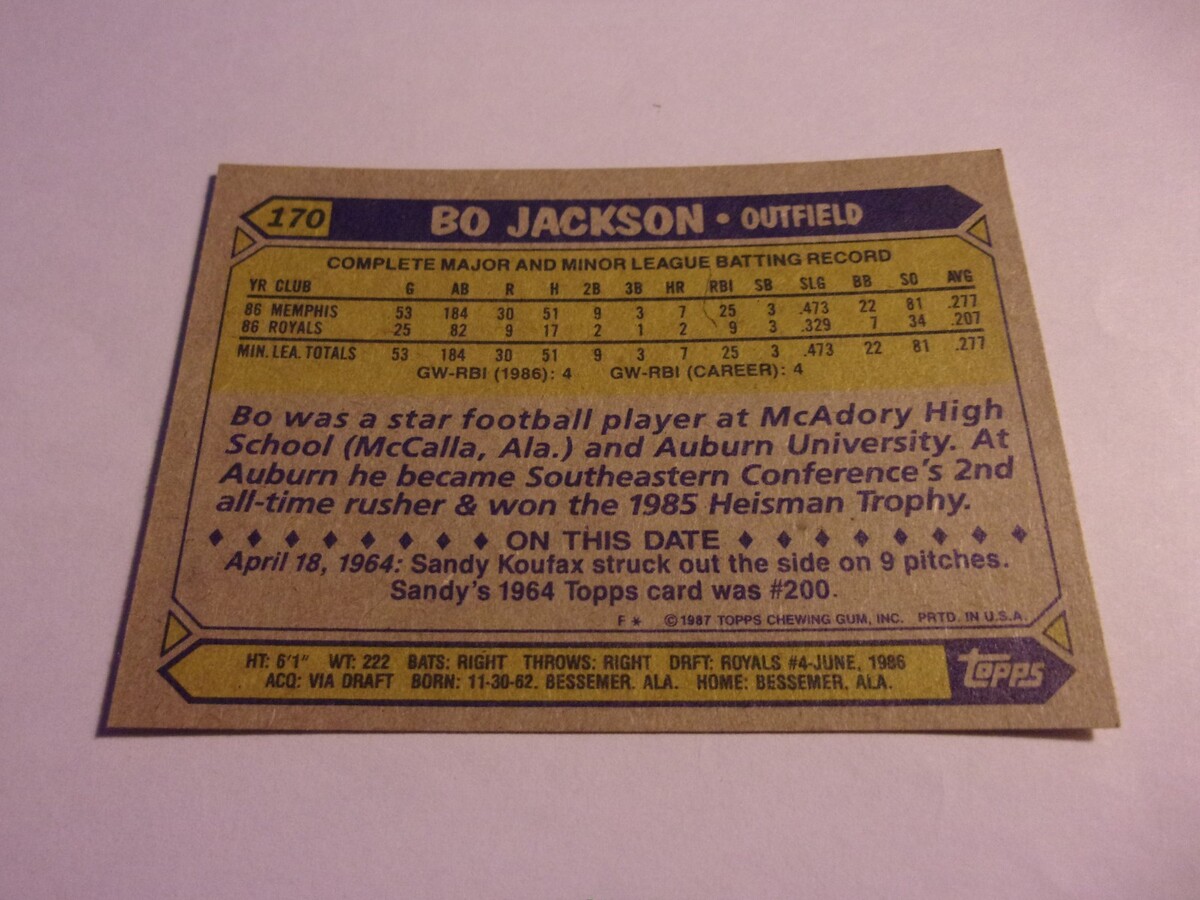 170 BO JACKSON • OUTFIELD
COMPLETE MAJOR AND MINOR LEAGUE BATTING RECORD
YR CLUB G AB R H 2B 3B HR RBI SB SLG BB SO AVG
86 MEMPHIS 53 184 30 51 9 3 7 25 3 .473 22 81 .277
86 ROYALS 25 82 9 17 2 1 2 9 3 .329 7 34 .207
MIN. LEA. TOTALS 53 184 30 51 9 3 7 25 3 .473 22 81 .277
GW-RBI (1986): 4 GW-RBI (CAREER): 4
Bo was a star football player at McAdory High
School (McCalla, Ala.) and Auburn University. At
Auburn he became Southeastern Conference's 2nd
all-time rusher & won the 1985 Heisman Trophy.
♦ ♦ ♦ ♦ ♦ ♦ ♦ ♦ ON THIS DATE ♦ ♦ ♦ ♦ ♦ ♦ ♦ ♦
April 18, 1964: Sandy Koufax struck out the side on 9 pitches.
Sandy's 1964 Topps card was #200.
F * ©1987 TOPPS CHEWING GUM, INC. PRTD. IN U.S.A.
HT: 6'1" WT: 222 BATS: RIGHT THROWS: RIGHT DRFT: ROYALS #4-JUNE, 1986
ACQ: VIA DRAFT BORN: 11-30-62, BESSEMER, ALA. HOME: BESSEMER, ALA.
topps